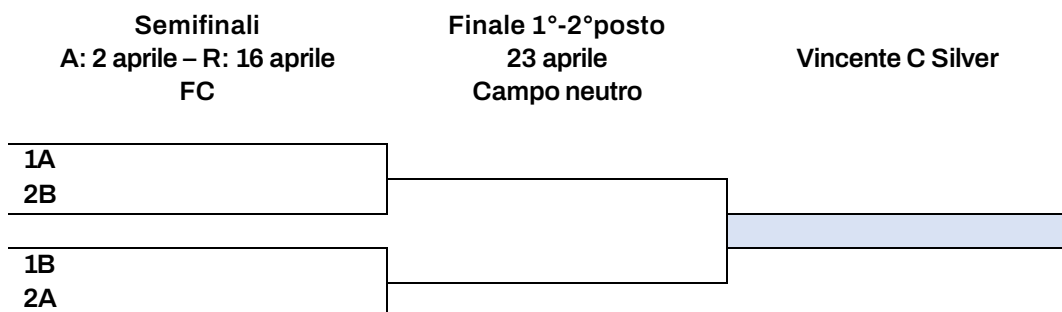 Semifinali
A: 2 aprile – R: 16 aprile
FC
Finale 1°-2°posto
23 aprile
Campo neutro
Vincente C Silver
1A
2B
1B
2A